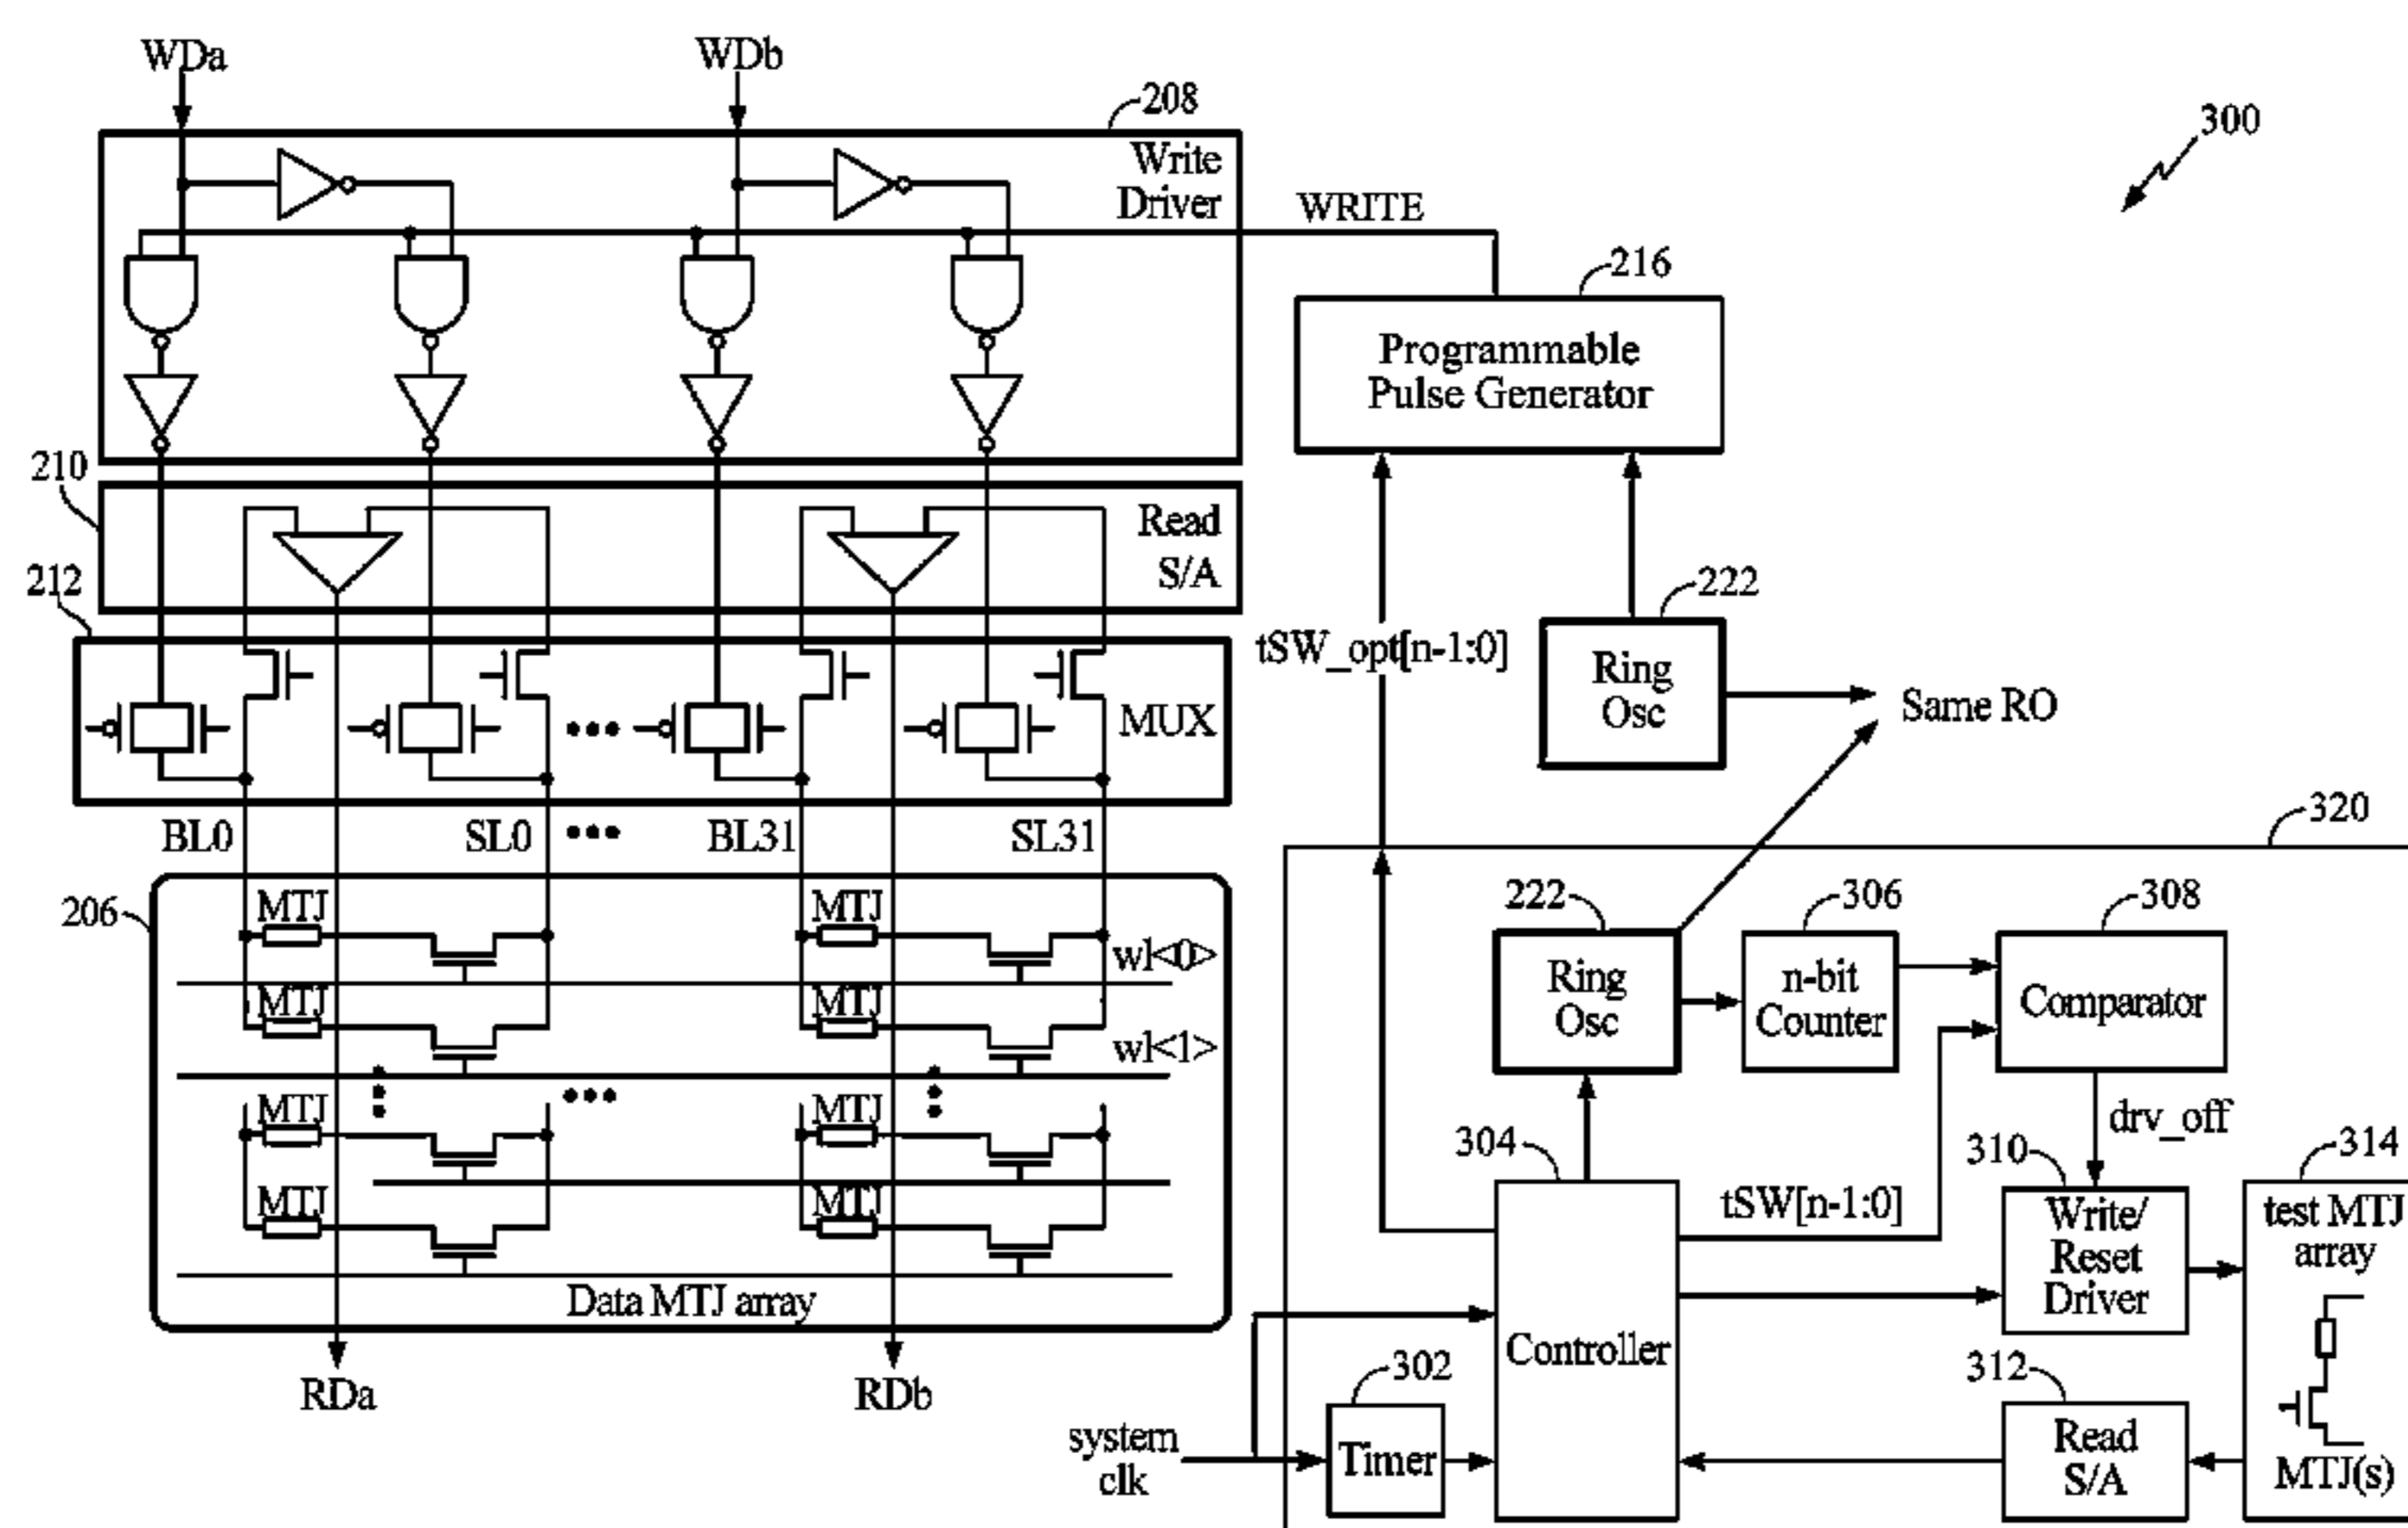 WDa
WDb
208
300
Write
Driver
WRITE
216
Programmable
Pulse Generator
210
Read
S/A
212
222
tSW_opt[n-1:0]
Ring
Osc
Same RO
MUX
320
BL0
SL0
BL31
SL31
206
MTJ
MTJ
wl<0>
222
306
308
MTJ
MTJ
Ring
Osc
n-bit
Counter
Comparator
wl<1>
MTJ
MTJ
drv_off
304
310
314
MTJ
MTJ
tSW[n-1:0]
Write/
Reset
Driver
test MTJ
array
Data MTJ array
Controller
302
312
RDa
RDb
system
clk
Timer
Read
S/A
MTJ(s)